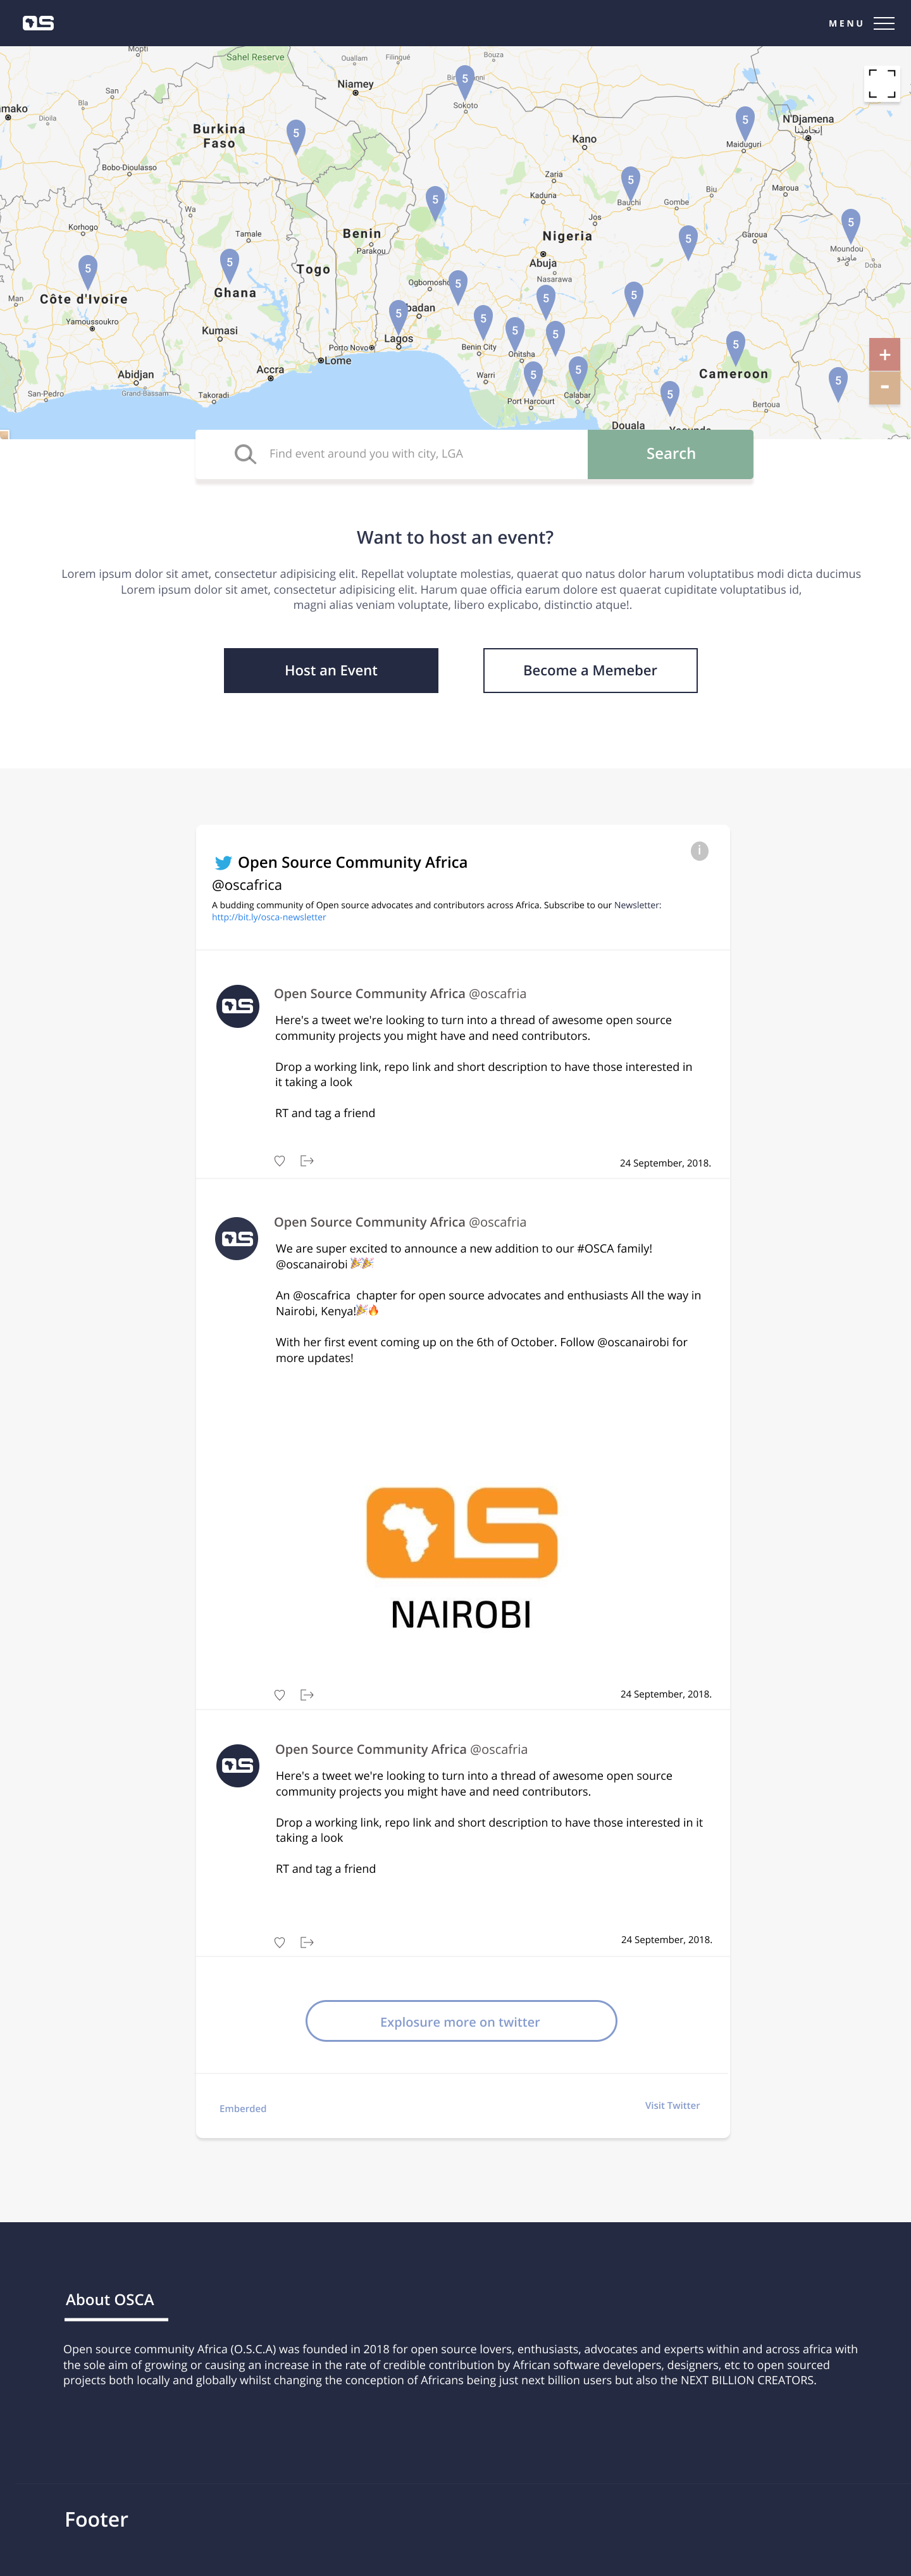 OS
MENU
Mopti
Sahel Reserve
Ouallam
Filingué
Bouza
Niamey
San
Bla
Dioila
mako
5
Sokoto
Burkina
Faso
5
Kano
5
Maiduguri
N'Djamena
إنجامينا
Bobo-Dioulasso
Zaria
Kaduna
5
Bauchi
Gombe
Biu
Maroua
Wa
5
Jos
Korhogo
Tamale
Benin
Parakou
Nigeria
5
Garoua
5
Moundou
موندو
Doba
Togo
Abuja
Nasarawa
5
5
Man
Côte d'Ivoire
Ghana
Ogbomosho
5
5
5
Yamoussoukro
Kumasi
5
badan
Lagos
5
5
5
Porto Novo
Lome
Benin City
Onitsha
5
Cameroon
+
-
Abidjan
Accra
Warri
5
5
5
5
San-Pedro
Grand-Bassam
Takoradi
Port Harcourt
Calabar
Bertoua
Douala
Yaounde
Find event around you with city, LGA
Search
Want to host an event?
Lorem ipsum dolor sit amet, consectetur adipisicing elit. Repellat voluptate molestias, quaerat quo natus dolor harum voluptatibus modi dicta ducimus
Lorem ipsum dolor sit amet, consectetur adipisicing elit. Harum quae officia earum dolore est quaerat cupiditate voluptatibus id,
magni alias veniam voluptate, libero explicabo, distinctio atque!.
Host an Event
Become a Memeber
Open Source Community Africa
i
@oscafrica
A budding community of Open source advocates and contributors across Africa. Subscribe to our Newsletter:
http://bit.ly/osca-newsletter
OS
Open Source Community Africa @oscafria
Here's a tweet we're looking to turn into a thread of awesome open source
community projects you might have and need contributors.
Drop a working link, repo link and short description to have those interested in
it taking a look
RT and tag a friend
24 September, 2018.
OS
Open Source Community Africa @oscafria
We are super excited to announce a new addition to our #OSCA family!
@oscanairobi 🎉🎉
An @oscafrica  chapter for open source advocates and enthusiasts All the way in
Nairobi, Kenya!🎉🔥
With her first event coming up on the 6th of October. Follow @oscanairobi for
more updates!
OS
NAIROBI
24 September, 2018.
OS
Open Source Community Africa @oscafria
Here's a tweet we're looking to turn into a thread of awesome open source
community projects you might have and need contributors.
Drop a working link, repo link and short description to have those interested in it
taking a look
RT and tag a friend
24 September, 2018.
Explosure more on twitter
Emberded
Visit Twitter
About OSCA
Open source community Africa (O.S.C.A) was founded in 2018 for open source lovers, enthusiasts, advocates and experts within and across africa with
the sole aim of growing or causing an increase in the rate of credible contribution by African software developers, designers, etc to open sourced
projects both locally and globally whilst changing the conception of Africans being just next billion users but also the NEXT BILLION CREATORS.
Footer